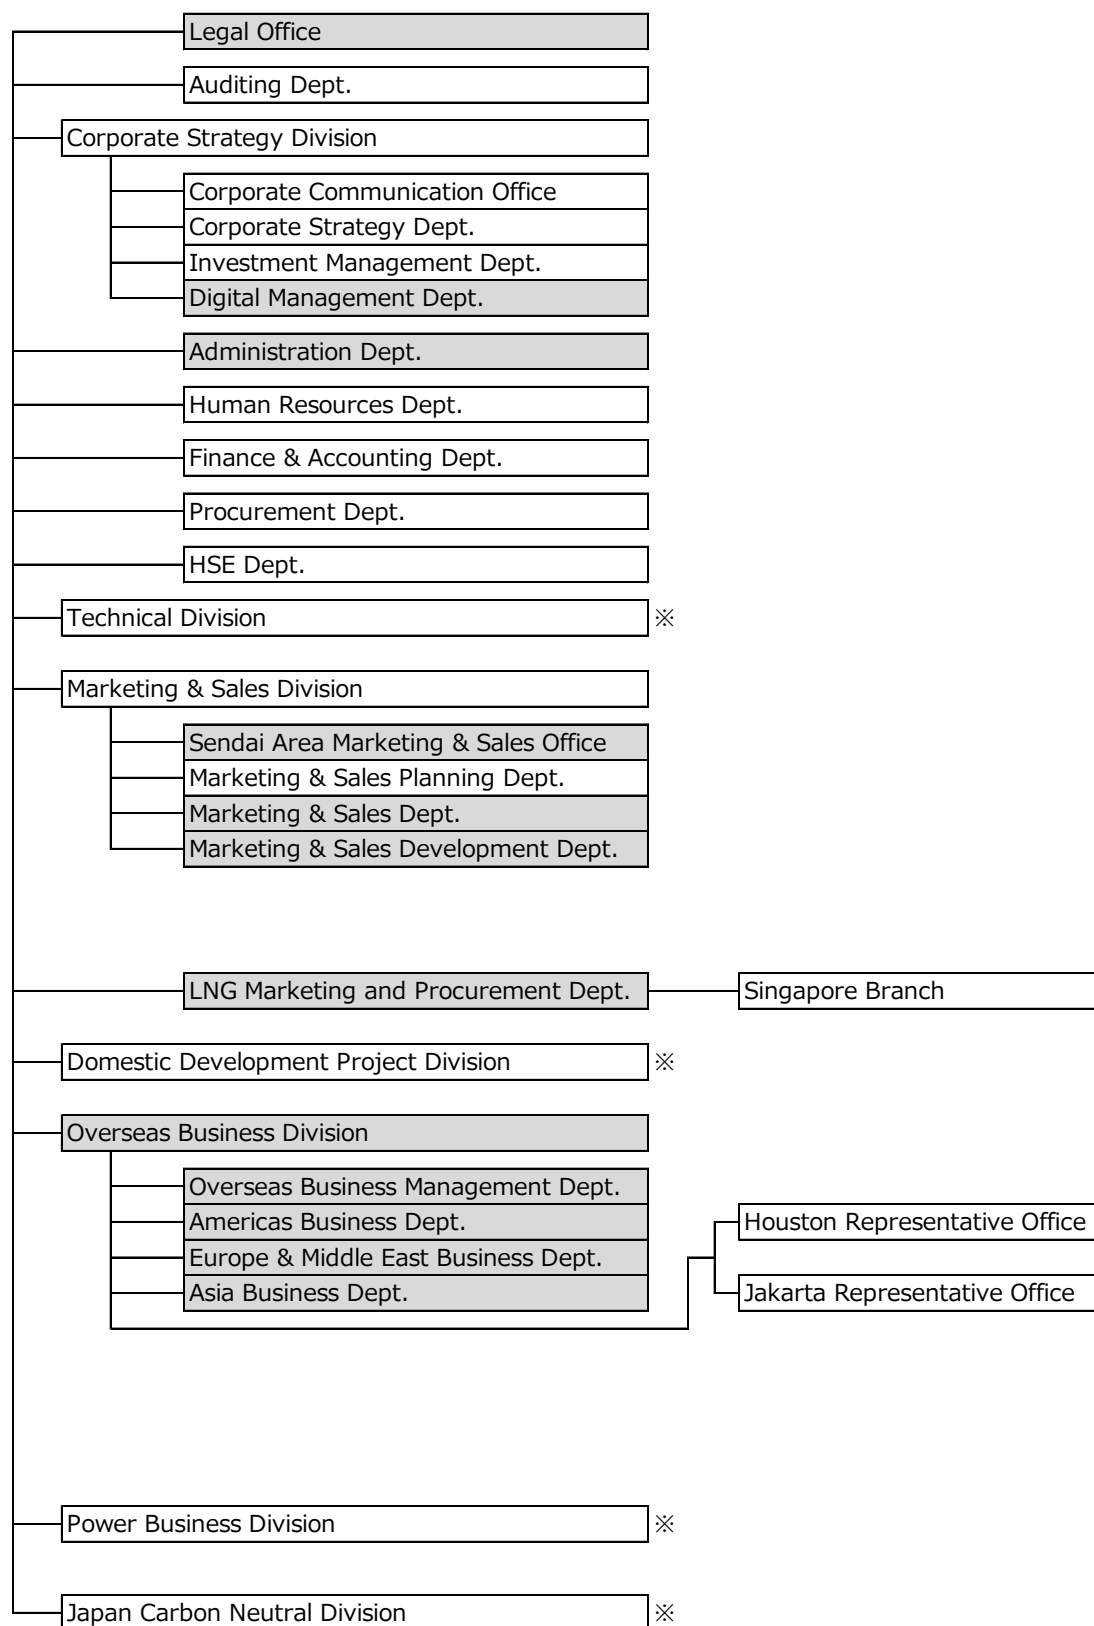 Legal Office
Auditing Dept.
Corporate Strategy Division
Corporate Communication Office
Corporate Strategy Dept.
Investment Management Dept.
Digital Management Dept.
Administration Dept.
Human Resources Dept.
Finance & Accounting Dept.
Procurement Dept.
HSE Dept.
Technical Division ※
Marketing & Sales Division
Sendai Area Marketing & Sales Office
Marketing & Sales Planning Dept.
Marketing & Sales Dept.
Marketing & Sales Development Dept.
LNG Marketing and Procurement Dept. Singapore Branch
Domestic Development Project Division ※
Overseas Business Division
Overseas Business Management Dept.
Americas Business Dept. Houston Representative Office
Europe & Middle East Business Dept.
Asia Business Dept. Jakarta Representative Office
Power Business Division ※
Japan Carbon Neutral Division ※